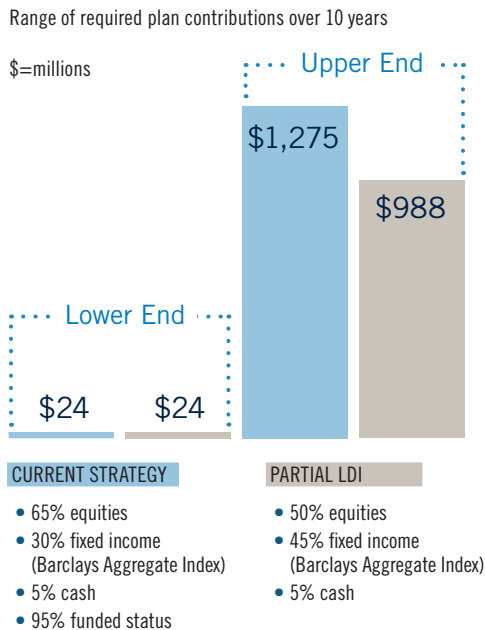 Range of required plan contributions over 10 years
$=millions
Upper End
$1,275
$988
Lower End
$24
$24
CURRENT STRATEGY
• 65% equities
• 30% fixed income
(Barclays Aggregate Index)
• 5% cash
• 95% funded status
PARTIAL LDI
• 50% equities
• 45% fixed income
(Barclays Aggregate Index)
• 5% cash